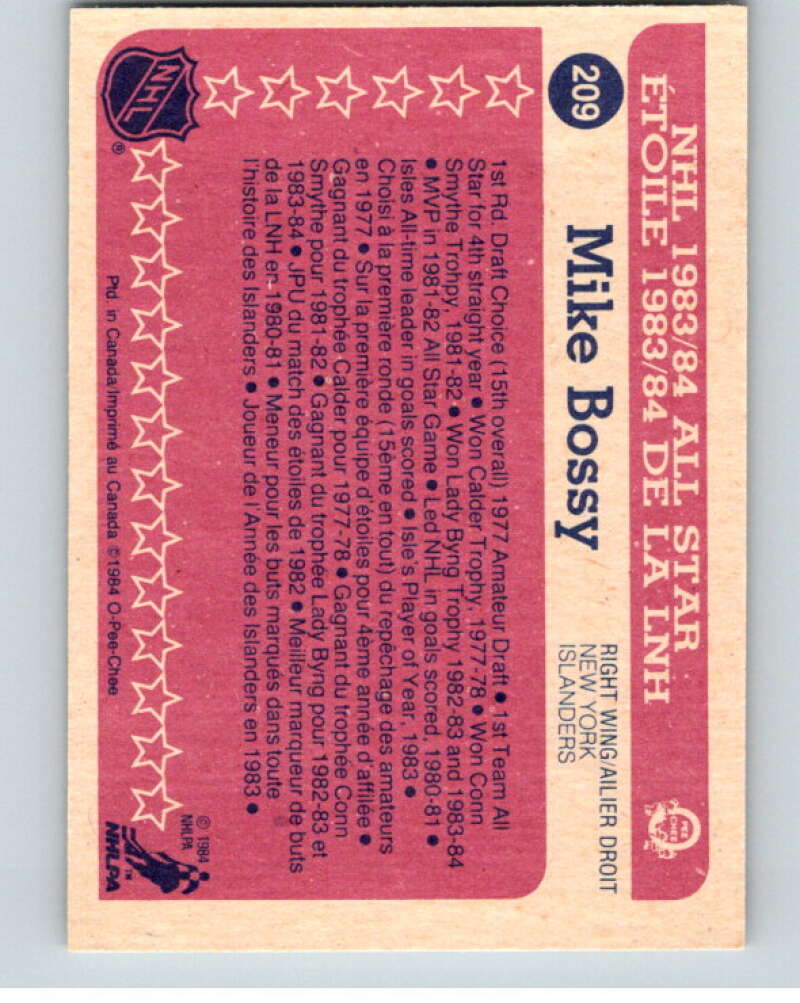 NHL 1983/84 ALL STAR
ÉTOILE 1983/84 DE LA LNH
O PEE CHEE
209
Mike Bossy
RIGHT WING/AILIER DROIT
NEW YORK
ISLANDERS
1st Rd. Draft Choice (15th overall) 1977 Amateur Draft • 1st Team All
Star for 4th straight year • Won Calder Trophy, 1977-78 • Won Conn
Smythe Trohpy, 1981-82 • Won Lady Byng Trophy 1982-83 and 1983-84
• MVP in 1981-82 All Star Game • Led NHL in goals scored, 1980-81 •
Isles All-time leader in goals scored • Isle's Player of Year, 1983 •
Choisi à la première ronde (15ème en tout) du repêchage des amateurs
en 1977 • Sur la première équipe d'étoiles pour 4ème année d'affilée •
Gagnant du trophée Calder pour 1977-78 • Gagnant du trophée Conn
Smythe pour 1981-82 • Gagnant du trophée Lady Byng pour 1982-83 et
1983-84 • JPU du match des étoiles de 1982 • Meilleur marqueur de buts
de la LNH en 1980-81 • Meneur pour les buts marqués dans toute
l'histoire des Islanders • Joueur de l'Année des Islanders en 1983 •
NHL ®
© 1984
NHLPA
NHLPA ™
Ptd. in Canada/Imprimé au Canada ©1984 O-Pee-Chee